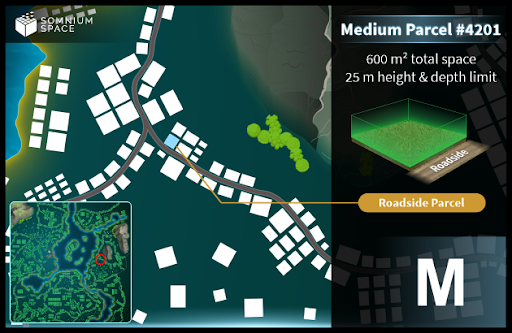 SOMNIUM
SPACE
Medium Parcel #4201
600 m² total space
25 m height & depth limit
Roadside
Roadside Parcel
M